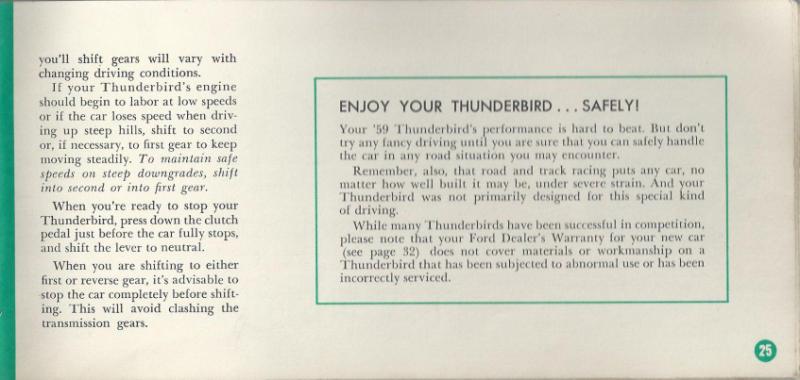 you'll shift gears will vary with
changing driving conditions.
If your Thunderbird's engine
should begin to labor at low speeds
or if the car loses speed when driv-
ing up steep hills, shift to second
or, if necessary, to first gear to keep
moving steadily. To maintain safe
speeds on steep downgrades, shift
into second or into first gear.
When you're ready to stop your
Thunderbird, press down the clutch
pedal just before the car fully stops,
and shift the lever to neutral.
When you are shifting to either
first or reverse gear, it's advisable to
stop the car completely before shift-
ing. This will avoid clashing the
transmission gears.
ENJOY YOUR THUNDERBIRD . . . SAFELY!
Your '59 Thunderbird's performance is hard to beat. But don't
try any fancy driving until you are sure that you can safely handle
the car in any road situation you may encounter.
Remember, also, that road and track racing puts any car, no
matter how well built it may be, under severe strain. And your
Thunderbird was not primarily designed for this special kind
of driving.
While many Thunderbirds have been successful in competition,
please note that your Ford Dealer's Warranty for your new car
(see page 32) does not cover materials or workmanship on a
Thunderbird that has been subjected to abnormal use or has been
incorrectly serviced.
25